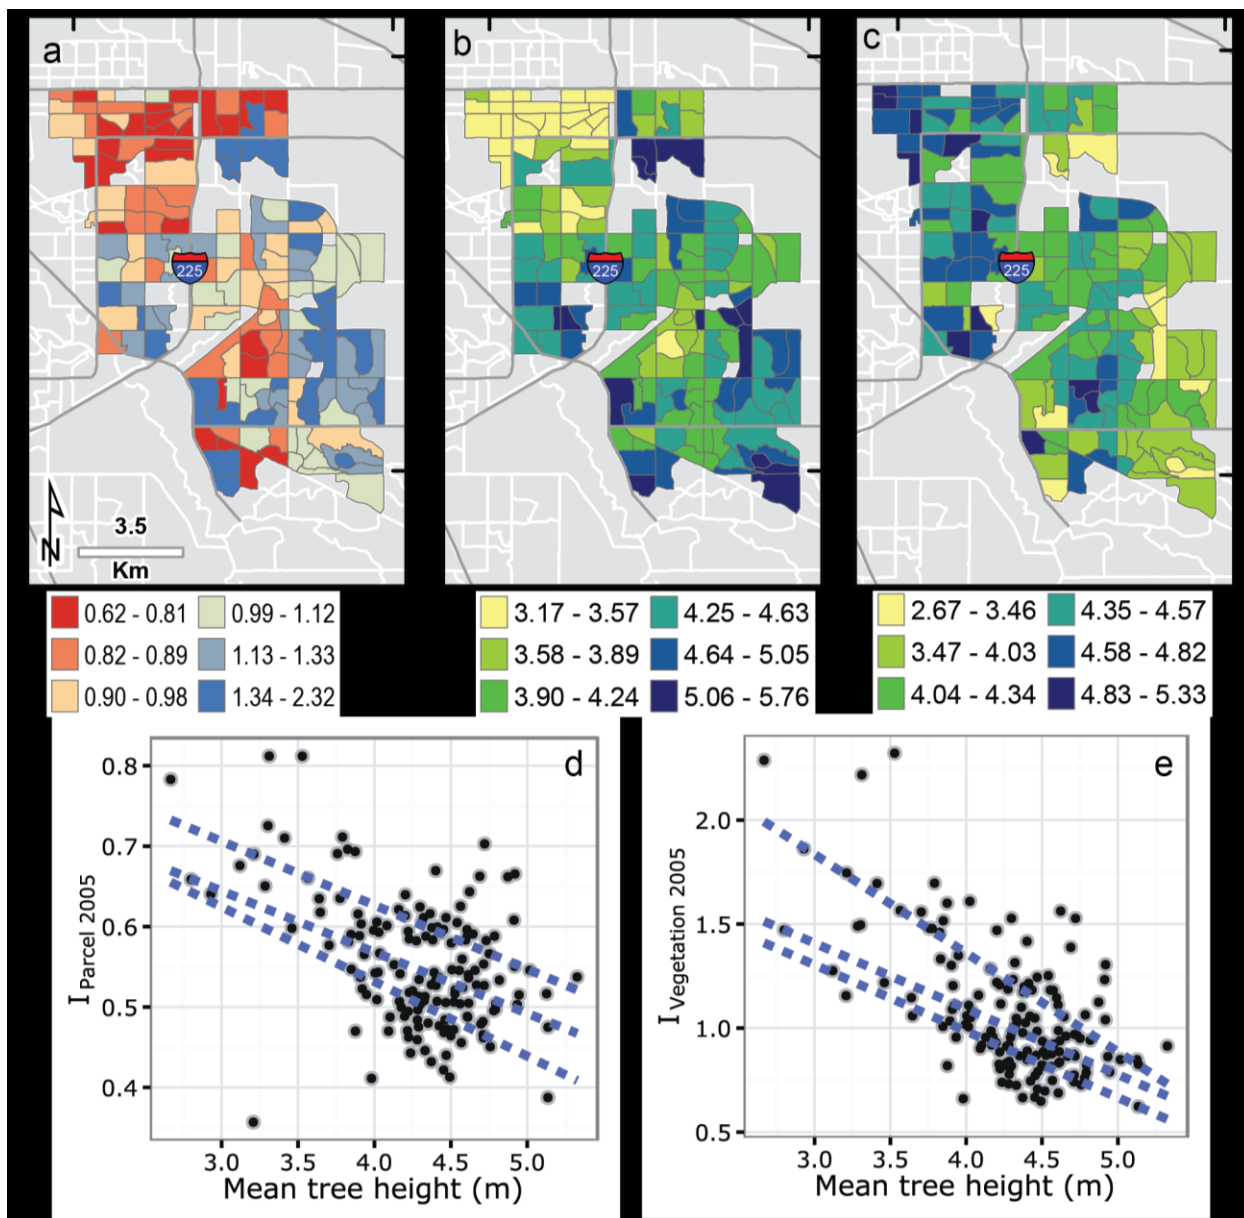 a
b
c
225
225
225
3.5
N
Km
0.62 - 0.81
0.99 - 1.12
0.82 - 0.89
1.13 - 1.33
0.90 - 0.98
1.34 - 2.32
3.17 - 3.57
4.25 - 4.63
3.58 - 3.89
4.64 - 5.05
3.90 - 4.24
5.06 - 5.76
2.67 - 3.46
4.35 - 4.57
3.47 - 4.03
4.58 - 4.82
4.04 - 4.34
4.83 - 5.33
d
0.8
0.7
0.6
0.5
0.4
I Parcel 2005
3.0 3.5 4.0 4.5 5.0
Mean tree height (m)
e
2.0
1.5
1.0
0.5
I Vegetation 2005
3.0 3.5 4.0 4.5 5.0
Mean tree height (m)